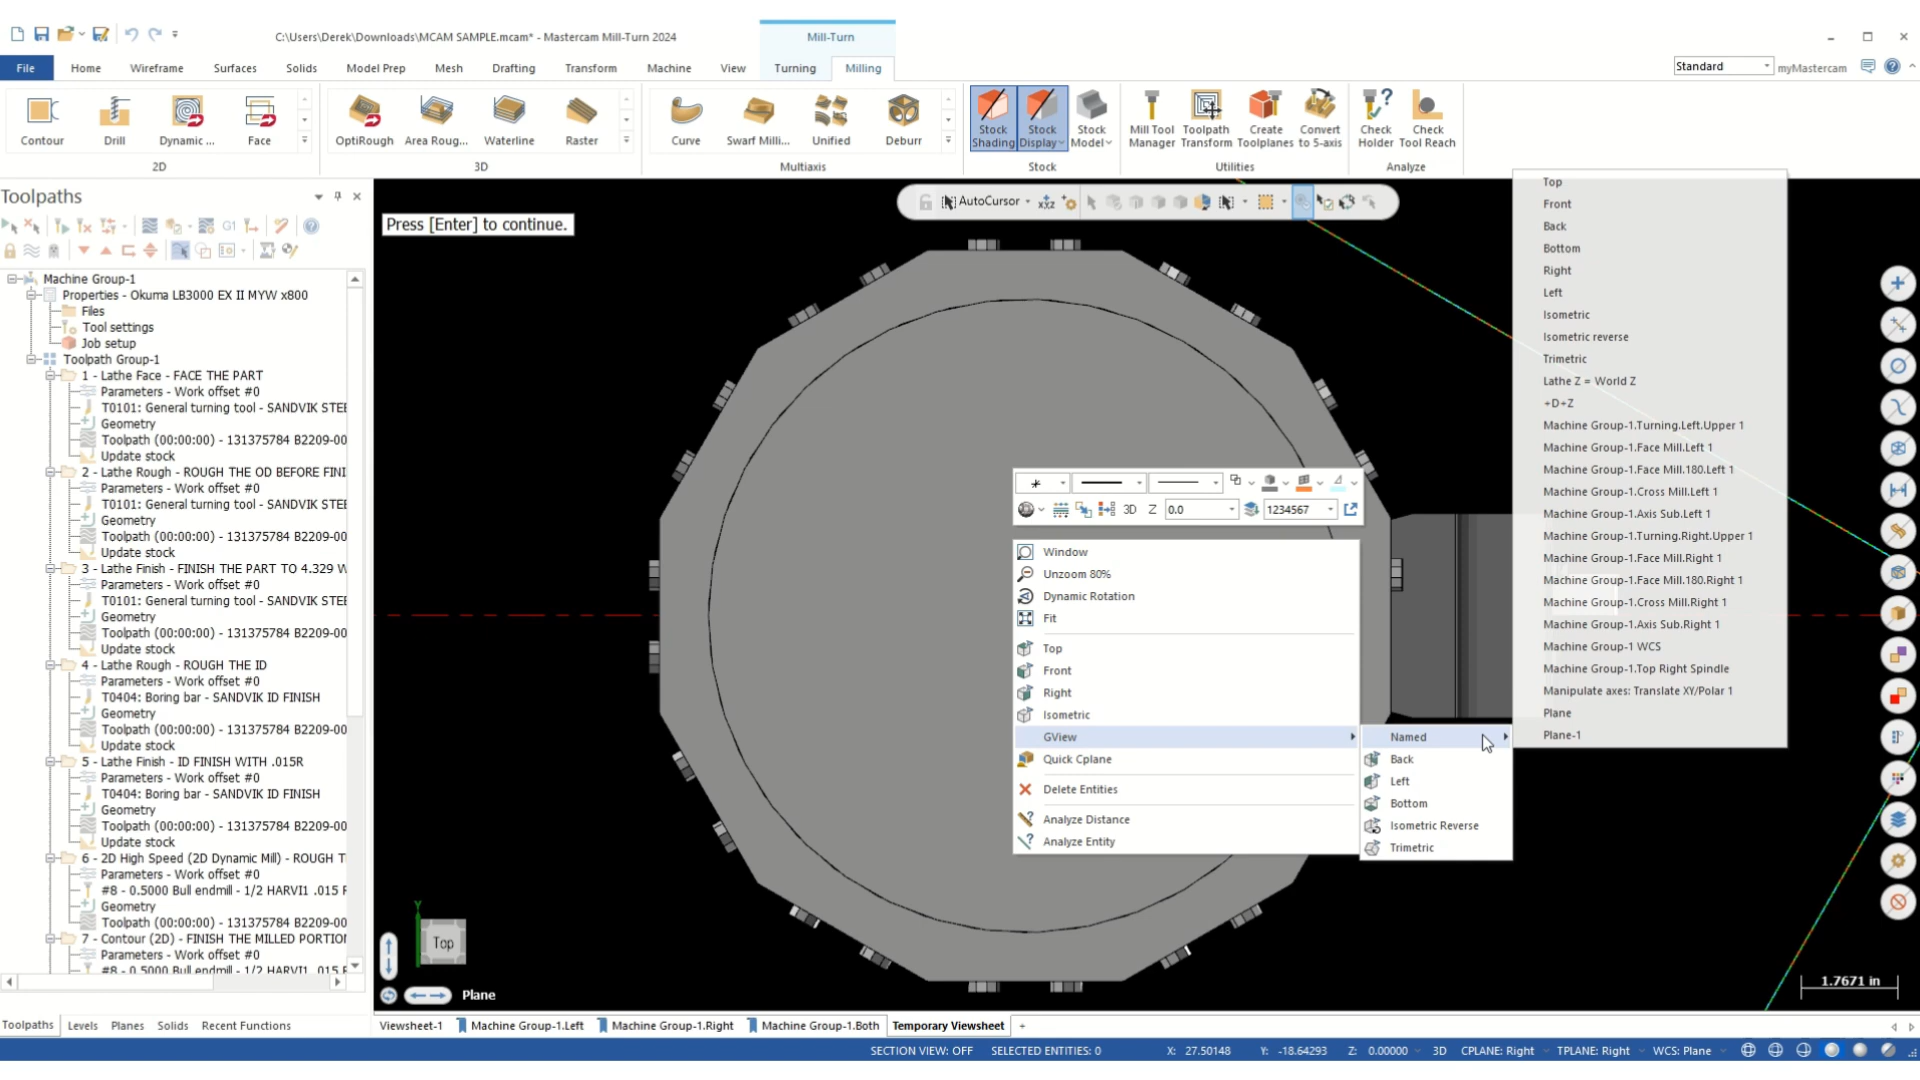 C:\Users\Derek\Downloads\MCAM SAMPLE.mcam* - Mastercam Mill-Turn 2024
Mill-Turn
File Home Wireframe Surfaces Solids Model Prep Mesh Drafting Transform Machine View Turning Milling
Standard myMastercam
Contour Drill Dynamic ... Face
OptiRough Area Roug... Waterline Raster
Curve Swarf Milli... Unified Deburr
Stock Shading
Stock Display
Stock Model
Mill Tool Manager
Toolpath Transform
Create Toolplanes
Convert to 5-axis
Check Holder
Check Tool Reach
2D 3D Multiaxis Stock Utilities Analyze
Toolpaths
G1
Machine Group-1
Properties - Okuma LB3000 EX II MYW x800
Files
Tool settings
Job setup
Toolpath Group-1
1 - Lathe Face - FACE THE PART
Parameters - Work offset #0
T0101: General turning tool - SANDVIK STEE
Geometry
Toolpath (00:00:00) - 131375784 B2209-00
Update stock
2 - Lathe Rough - ROUGH THE OD BEFORE FINI
Parameters - Work offset #0
T0101: General turning tool - SANDVIK STEE
Geometry
Toolpath (00:00:00) - 131375784 B2209-00
Update stock
3 - Lathe Finish - FINISH THE PART TO 4.329 W
Parameters - Work offset #0
T0101: General turning tool - SANDVIK STEE
Geometry
Toolpath (00:00:00) - 131375784 B2209-00
Update stock
4 - Lathe Rough - ROUGH THE ID
Parameters - Work offset #0
T0404: Boring bar - SANDVIK ID FINISH
Geometry
Toolpath (00:00:00) - 131375784 B2209-00
Update stock
5 - Lathe Finish - ID FINISH WITH .015R
Parameters - Work offset #0
T0404: Boring bar - SANDVIK ID FINISH
Geometry
Toolpath (00:00:00) - 131375784 B2209-00
Update stock
6 - 2D High Speed (2D Dynamic Mill) - ROUGH T
Parameters - Work offset #0
#8 - 0.5000 Bull endmill - 1/2 HARVI1 .015 F
Geometry
Toolpath (00:00:00) - 131375784 B2209-00
7 - Contour (2D) - FINISH THE MILLED PORTION
Parameters - Work offset #0
#8 - 0.5000 Bull endmill - 1/2 HARVI1 .015 F
Toolpaths Levels Planes Solids Recent Functions
Press [Enter] to continue.
AutoCursor
3D Z 0.0 1234567
Window
Unzoom 80%
Dynamic Rotation
Fit
Top
Front
Right
Isometric
GView
Quick Cplane
Delete Entities
Analyze Distance
Analyze Entity
Named
Back
Left
Bottom
Isometric Reverse
Trimetric
Top
Front
Back
Bottom
Right
Left
Isometric
Isometric reverse
Trimetric
Lathe Z = World Z
+D+Z
Machine Group-1.Turning.Left.Upper 1
Machine Group-1.Face Mill.Left 1
Machine Group-1.Face Mill.180.Left 1
Machine Group-1.Cross Mill.Left 1
Machine Group-1.Axis Sub.Left 1
Machine Group-1.Turning.Right.Upper 1
Machine Group-1.Face Mill.Right 1
Machine Group-1.Face Mill.180.Right 1
Machine Group-1.Cross Mill.Right 1
Machine Group-1.Axis Sub.Right 1
Machine Group-1 WCS
Machine Group-1.Top Right Spindle
Manipulate axes: Translate XY/Polar 1
Plane
Plane-1
Y
Top
Plane
1.7671 in
Viewsheet-1 Machine Group-1.Left Machine Group-1.Right Machine Group-1.Both Temporary Viewsheet +
SECTION VIEW: OFF SELECTED ENTITIES: 0 X: 27.50148 Y: -18.64293 Z: 0.00000 3D CPLANE: Right TPLANE: Right WCS: Plane